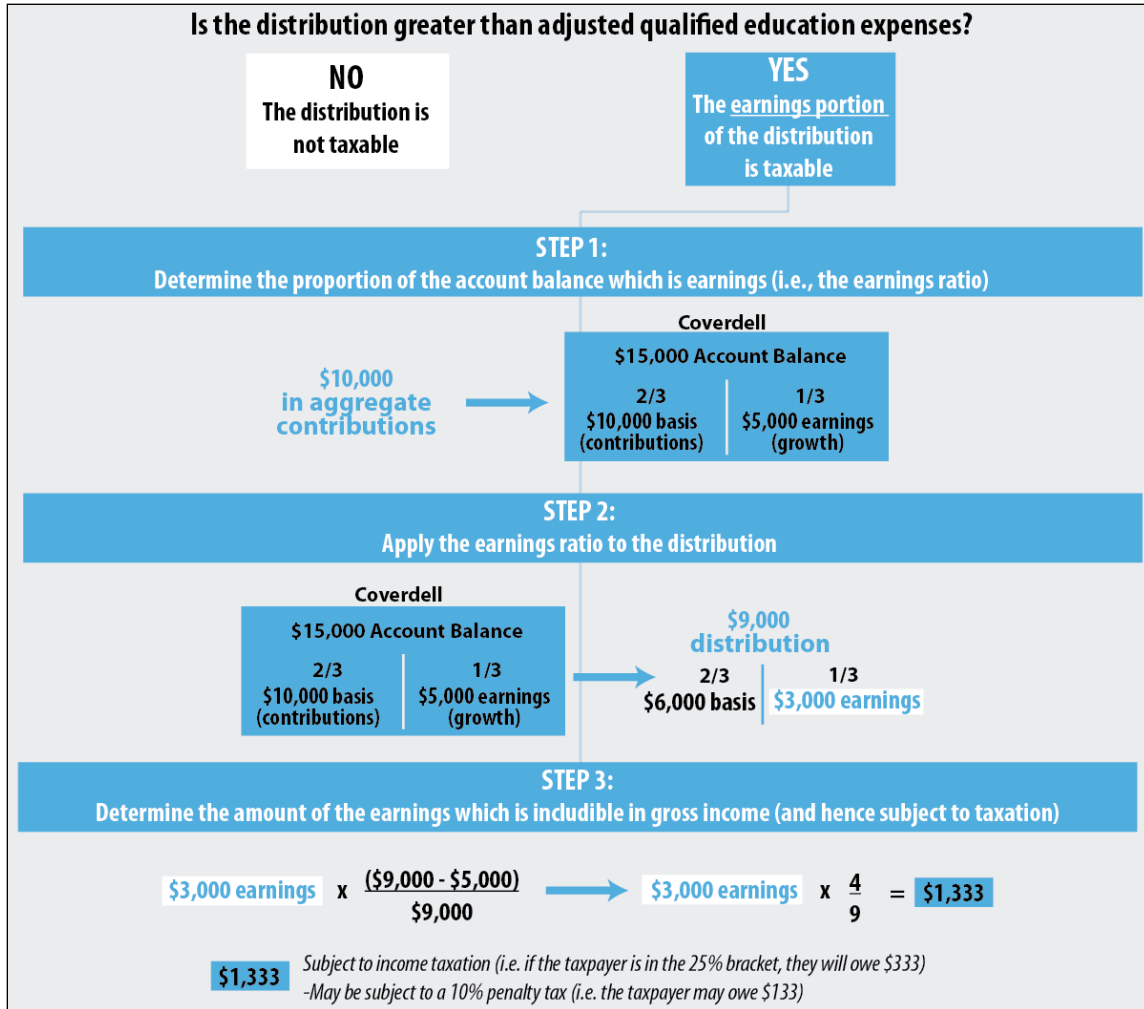 Is the distribution greater than adjusted qualified education expenses?
NO
The distribution is
not taxable
YES
The earnings portion
of the distribution
is taxable
STEP 1:
Determine the proportion of the account balance which is earnings (i.e., the earnings ratio)
$10,000
in aggregate
contributions
Coverdell
$15,000 Account Balance
2/3
$10,000 basis
(contributions)
1/3
$5,000 earnings
(growth)
STEP 2:
Apply the earnings ratio to the distribution
Coverdell
$15,000 Account Balance
2/3
$10,000 basis
(contributions)
1/3
$5,000 earnings
(growth)
$9,000
distribution
2/3
$6,000 basis
1/3
$3,000 earnings
STEP 3:
Determine the amount of the earnings which is includible in gross income (and hence subject to taxation)
$3,000 earnings x ($9,000 - $5,000)
$9,000
$3,000 earnings x 4
9
= $1,333
$1,333
Subject to income taxation (i.e. if the taxpayer is in the 25% bracket, they will owe $333)
-May be subject to a 10% penalty tax (i.e. the taxpayer may owe $133)